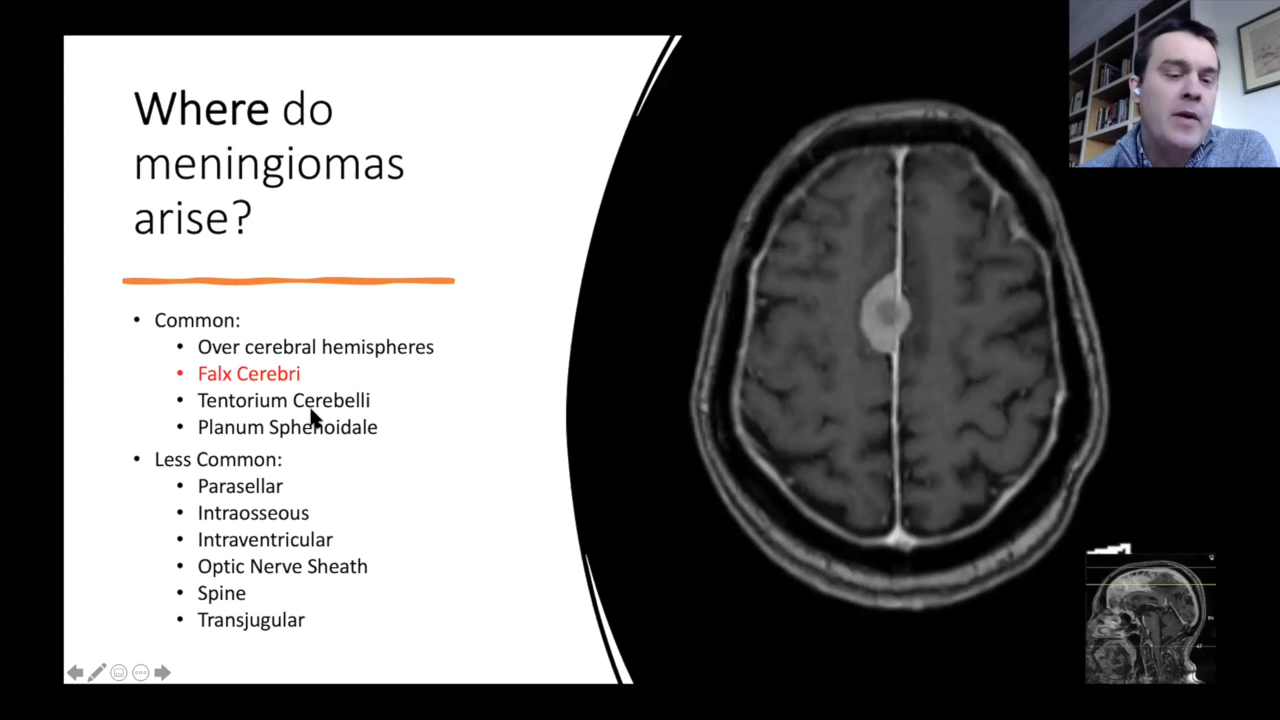 Where do
meningiomas
arise?
• Common:
• Over cerebral hemispheres
• Falx Cerebri
• Tentorium Cerebelli
• Planum Sphenoidale
• Less Common:
• Parasellar
• Intraosseous
• Intraventricular
• Optic Nerve Sheath
• Spine
• Transjugular